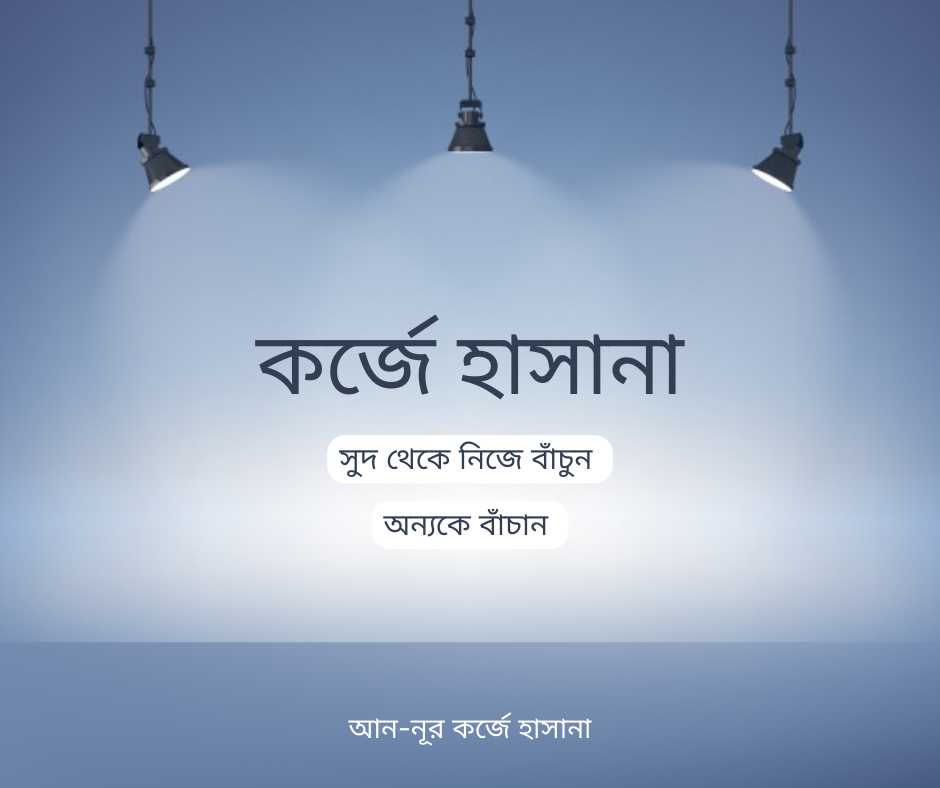 কর্জে হাসানা
সুদ থেকে নিজে বাঁচুন
অন্যকে বাঁচান
আন-নূর কর্জে হাসানা